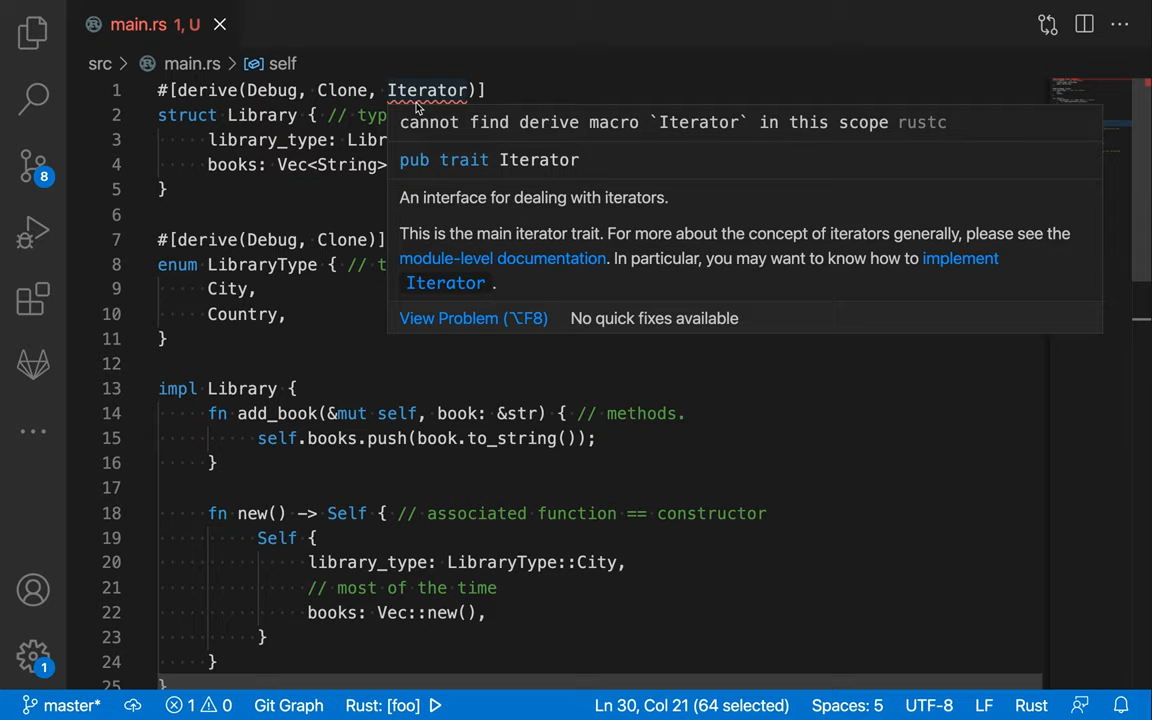 main.rs 1, U
src > main.rs > self
1 #[derive(Debug, Clone, Iterator)]
2 struct Library { // typ
3 library_type: Libr
4 books: Vec<String>
5 }
6
7 #[derive(Debug, Clone)]
8 enum LibraryType { // t
9 City,
10 Country,
11 }
12
13 impl Library {
14 fn add_book(&mut self, book: &str) { // methods.
15 self.books.push(book.to_string());
16 }
17
18 fn new() -> Self { // associated function == constructor
19 Self {
20 library_type: LibraryType::City,
21 // most of the time
22 books: Vec::new(),
23 }
24 }
25 }
cannot find derive macro `Iterator` in this scope rustc
pub trait Iterator
An interface for dealing with iterators.
This is the main iterator trait. For more about the concept of iterators generally, please see the
module-level documentation. In particular, you may want to know how to implement
Iterator .
View Problem (⌥F8) No quick fixes available
8
1
master* 1 0 Git Graph Rust: [foo] Ln 30, Col 21 (64 selected) Spaces: 5 UTF-8 LF Rust